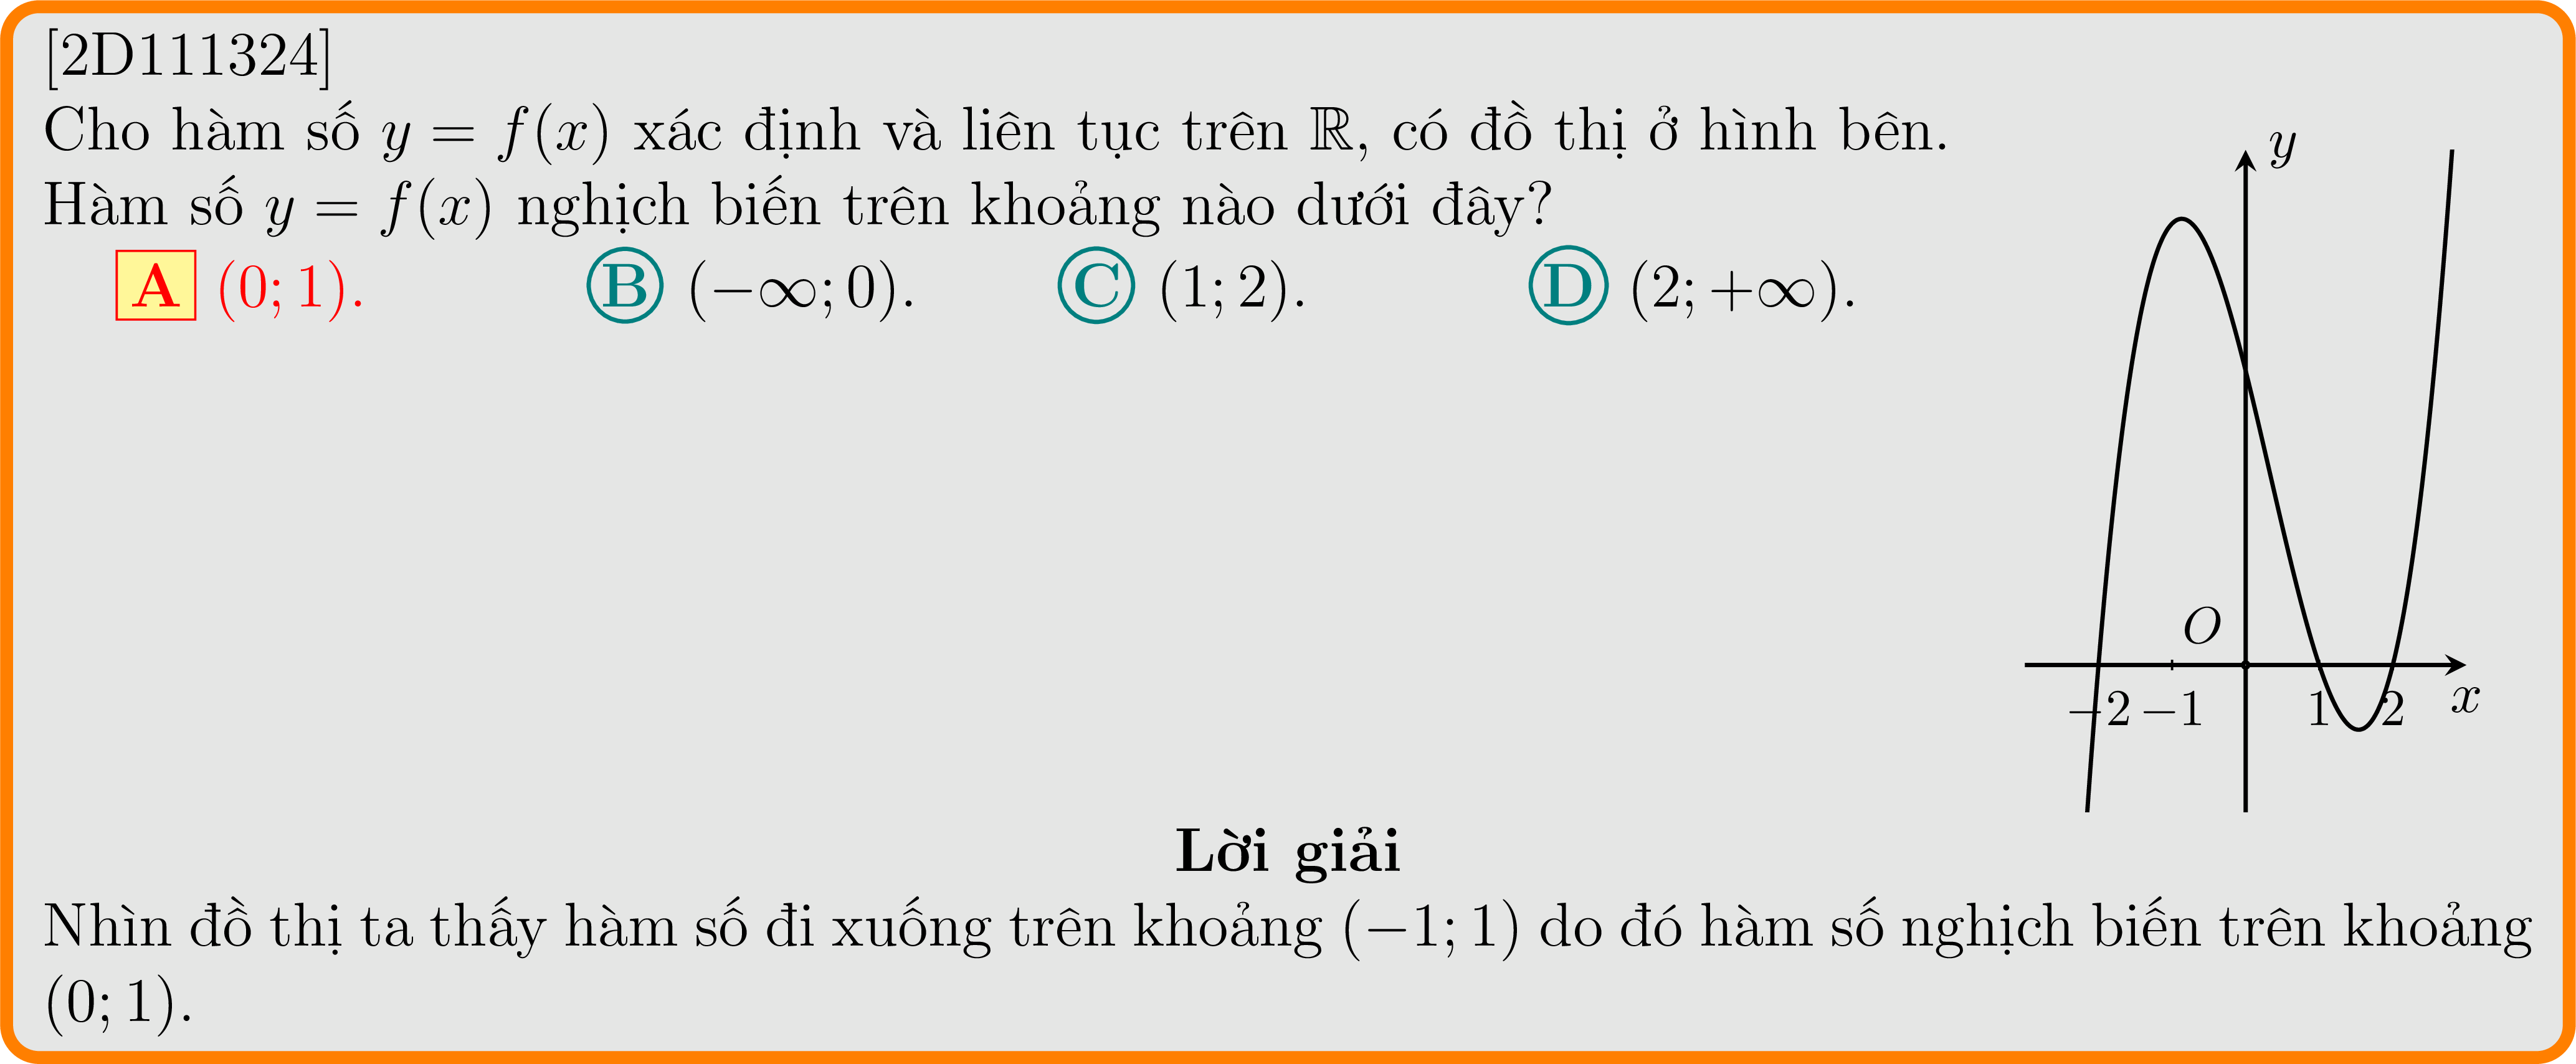 [2D111324]
Cho hàm số y = f(x) xác định và liên tục trên ℝ, có đồ thị ở hình bên.
Hàm số y = f(x) nghịch biến trên khoảng nào dưới đây?
A (0; 1). B (−∞; 0). C (1; 2). D (2; +∞).
y
O
−2 −1 1 2 x
Lời giải
Nhìn đồ thị ta thấy hàm số đi xuống trên khoảng (−1; 1) do đó hàm số nghịch biến trên khoảng
(0; 1).